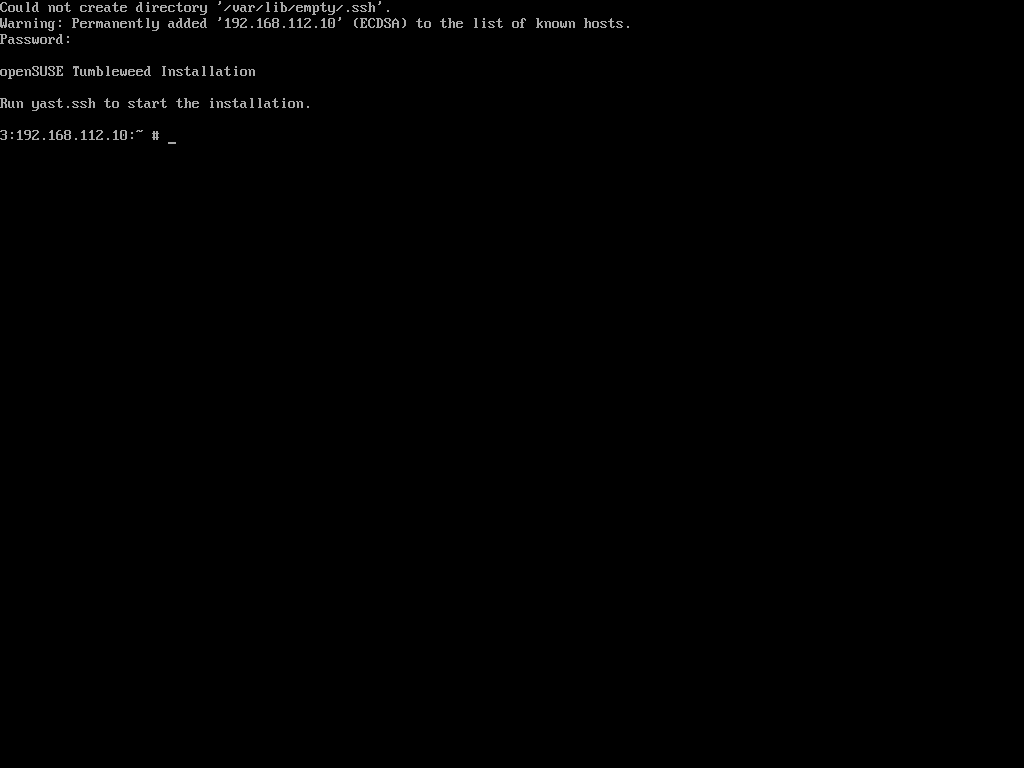 Could not create directory '/var/lib/empty/.ssh'.
Warning: Permanently added '192.168.112.10' (ECDSA) to the list of known hosts.
Password:
openSUSE Tumbleweed Installation
Run yast.ssh to start the installation.
3:192.168.112.10:~ # _